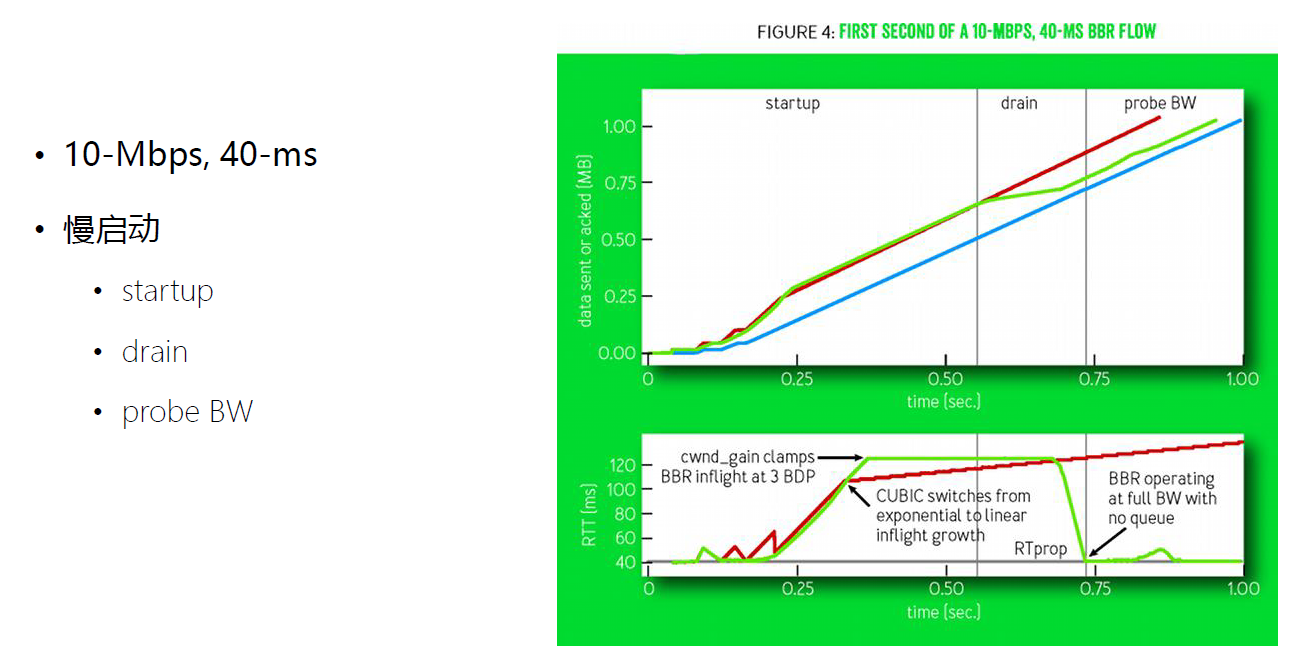 10-Mbps, 40-ms
慢启动
startup
drain
probe BW
FIGURE 4: FIRST SECOND OF A 10-MBPS, 40-MS BBR FLOW
startup drain probe BW
data sent or acked (MB)
1.00
0.75
0.50
0.25
0.00
0 0.25 0.50 0.75 1.00
time (sec.)
RTT (ms)
120
100
80
60
40
cwnd_gain clamps
BBR inflight at 3 BDP
CUBIC switches from
exponential to linear
inflight growth
RTprop
BBR operating
at full BW with
no queue
0 0.25 0.50 0.75 1.00
time (sec.)